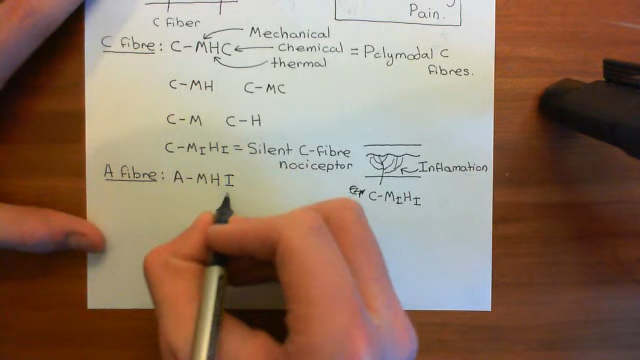 Pain.
C fiber
Mechanical
C fibre: C-MHC chemical = Polymodal C
thermal fibres.
C-MH C-MC
C-M C-H
C-MIHI = Silent C-fibre
nociceptor
Inflamation
A fibre: A-MHI
C-MIHI